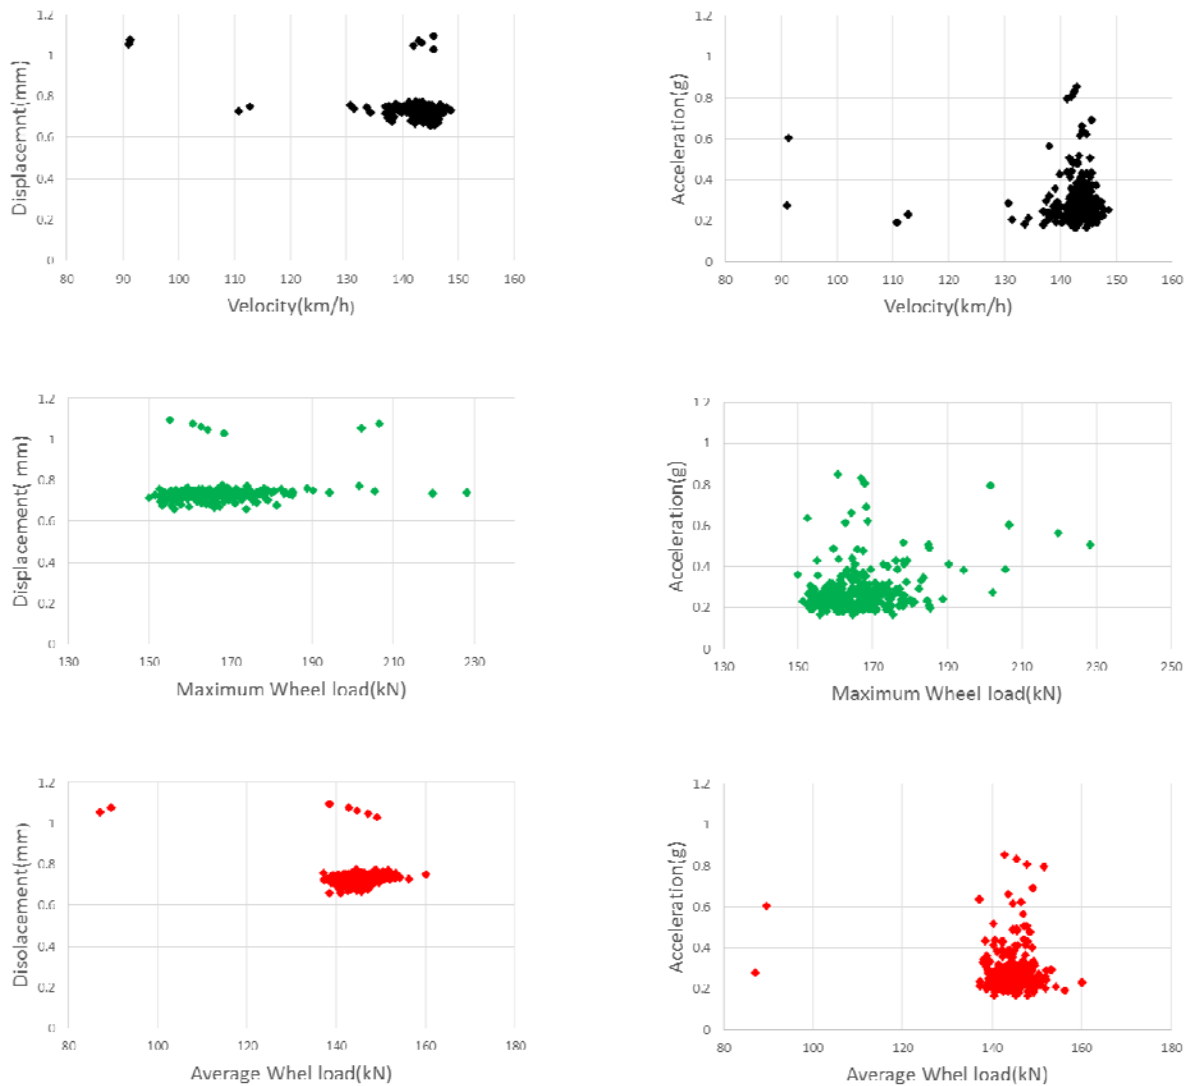 1.2
1
0.8
0.6
0.4
0.2
0
Displacemnt(mm)
80 90 100 110 120 130 140 150 160
Velocity(km/h)
1.2
1
0.8
0.6
0.4
0.2
0
Acceleration(g)
80 90 100 110 120 130 140 150 160
Velocity(km/h)
1.2
1
0.8
0.6
0.4
0.2
0
Displacement( mm)
130 150 170 190 210 230
Maximum Wheel load(kN)
1.2
1
0.8
0.6
0.4
0.2
0
Acceleration(g)
130 150 170 190 210 230 250
Maximum Wheel load(kN)
1.2
1
0.8
0.6
0.4
0.2
0
Disolacement(mm)
80 100 120 140 160 180
Average Whel load(kN)
1.2
1
0.8
0.6
0.4
0.2
0
Acceleration(g)
80 100 120 140 160 180
Average Whel load(kN)